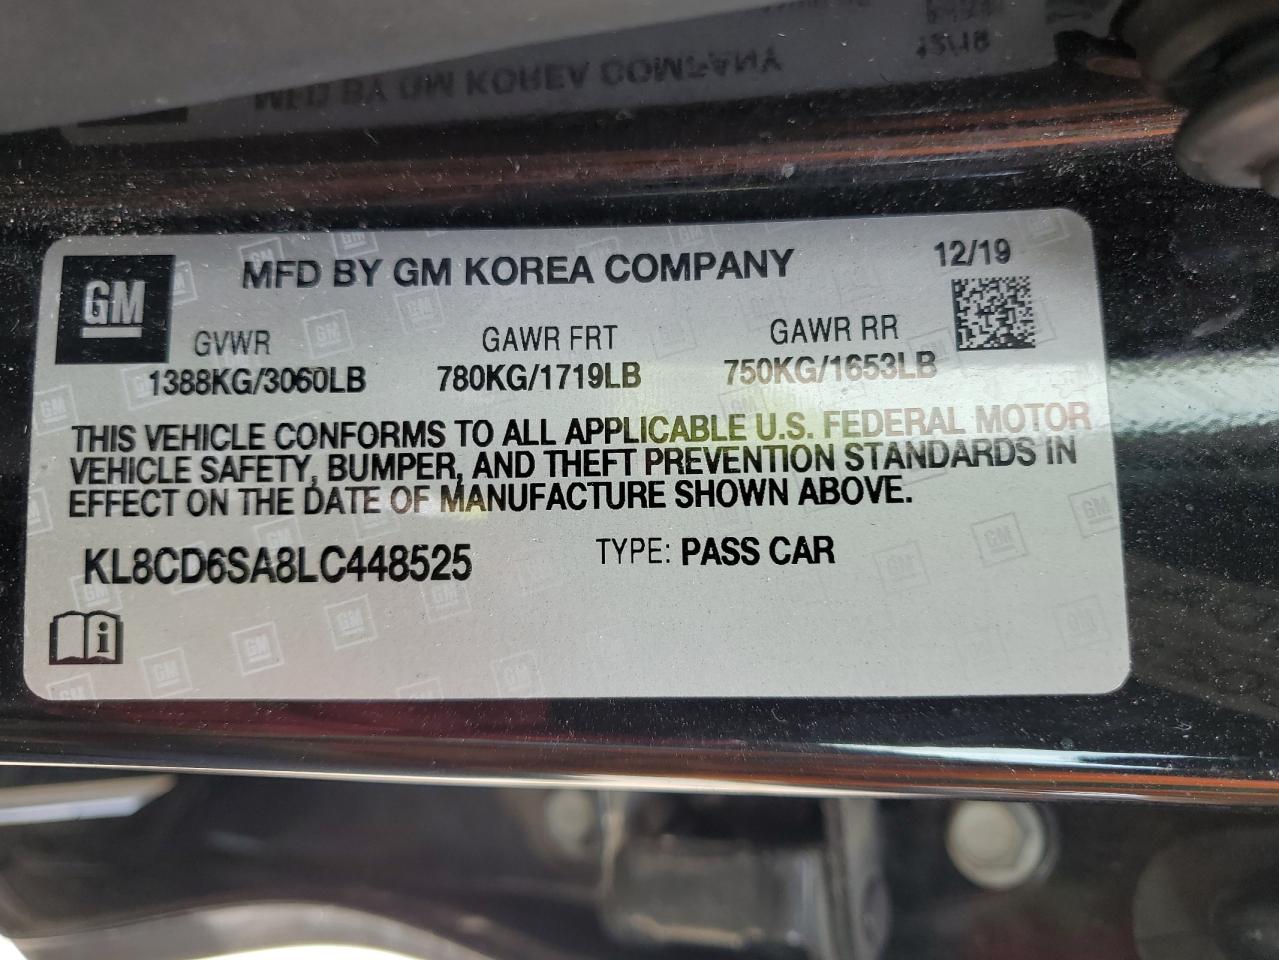 GM
MFD BY GM KOREA COMPANY
12/19
GVWR
GAWR FRT
GAWR RR
1388KG/3060LB
780KG/1719LB
750KG/1653LB
THIS VEHICLE CONFORMS TO ALL APPLICABLE U.S. FEDERAL MOTOR
VEHICLE SAFETY, BUMPER, AND THEFT PREVENTION STANDARDS IN
EFFECT ON THE DATE OF MANUFACTURE SHOWN ABOVE.
KL8CD6SA8LC448525
TYPE: PASS CAR
i